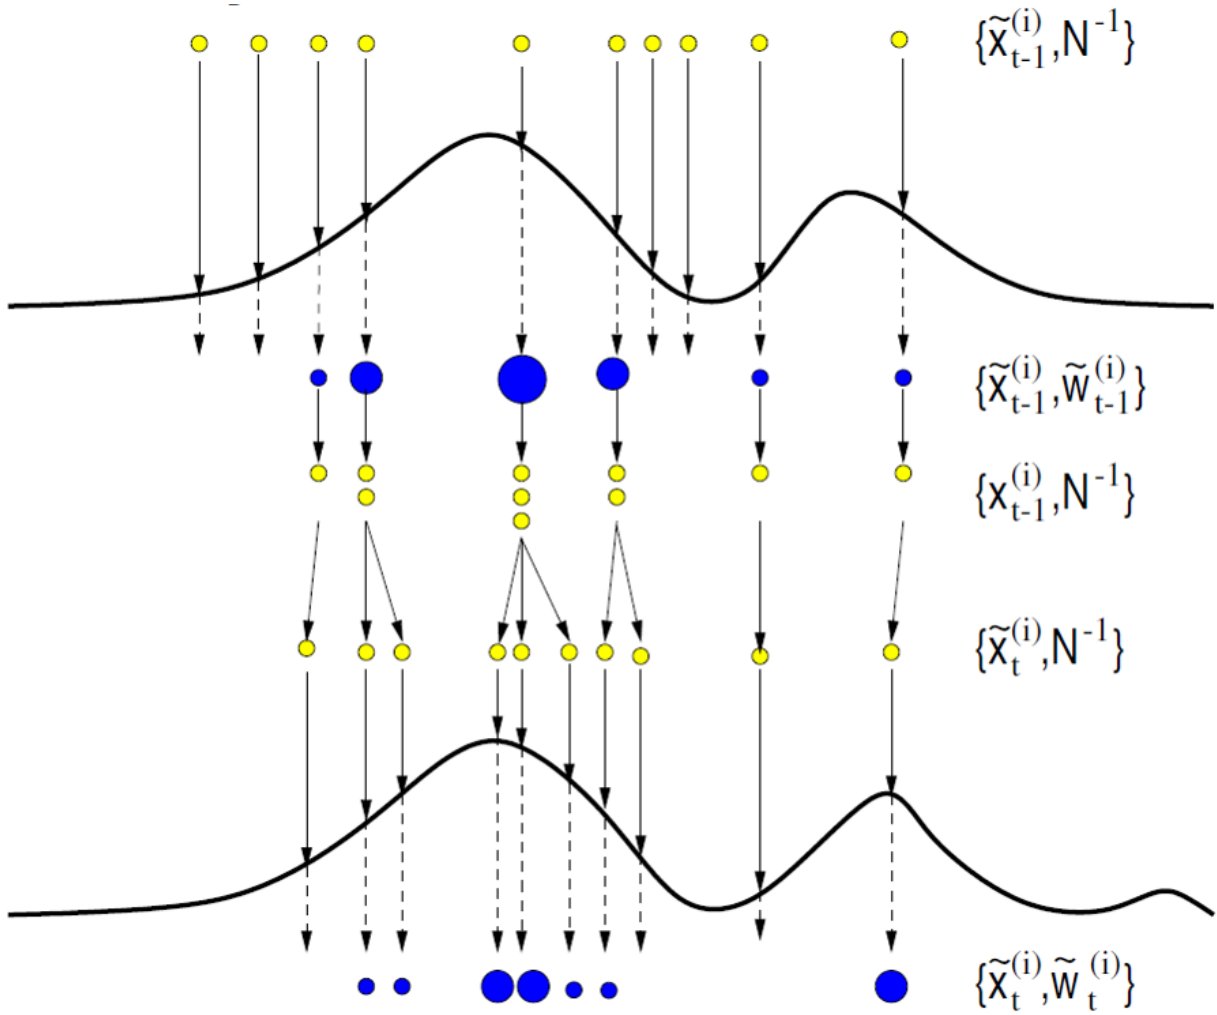 {x̃_{t-1}^{(i)},N^{-1}}
{x̃_{t-1}^{(i)},w̃_{t-1}^{(i)}}
{x_{t-1}^{(i)},N^{-1}}
{x̃_t^{(i)},N^{-1}}
{x̃_t^{(i)},w̃_t^{(i)}}